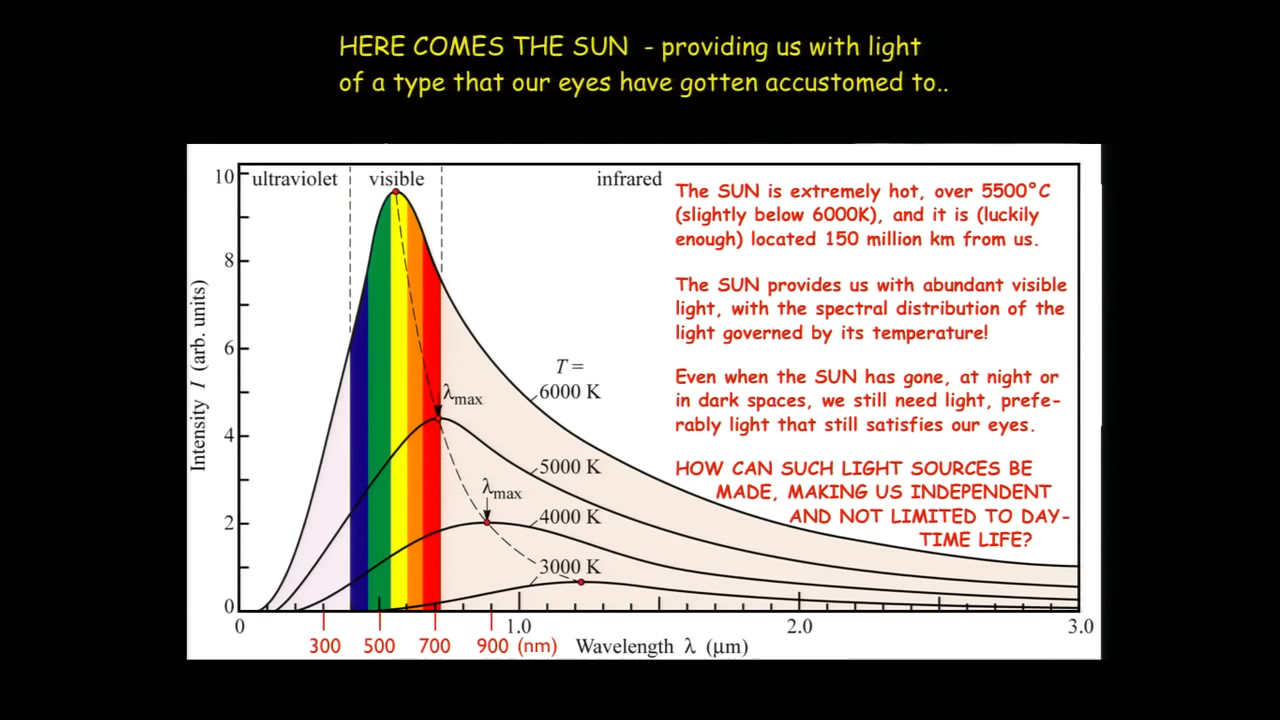 HERE COMES THE SUN - providing us with light
of a type that our eyes have gotten accustomed to..
10
ultraviolet
visible
infrared
The SUN is extremely hot, over 5500°C
(slightly below 6000K), and it is (luckily
enough) located 150 million km from us.
The SUN provides us with abundant visible
light, with the spectral distribution of the
light governed by its temperature!
Even when the SUN has gone, at night or
in dark spaces, we still need light, prefe-
rably light that still satisfies our eyes.
HOW CAN SUCH LIGHT SOURCES BE
MADE, MAKING US INDEPENDENT
AND NOT LIMITED TO DAY-
TIME LIFE?
8
6
4
2
0
Intensity I (arb. units)
T =
6000 K
λmax
5000 K
λmax
4000 K
3000 K
0
1.0
2.0
3.0
300
500
700
900 (nm)
Wavelength λ (μm)